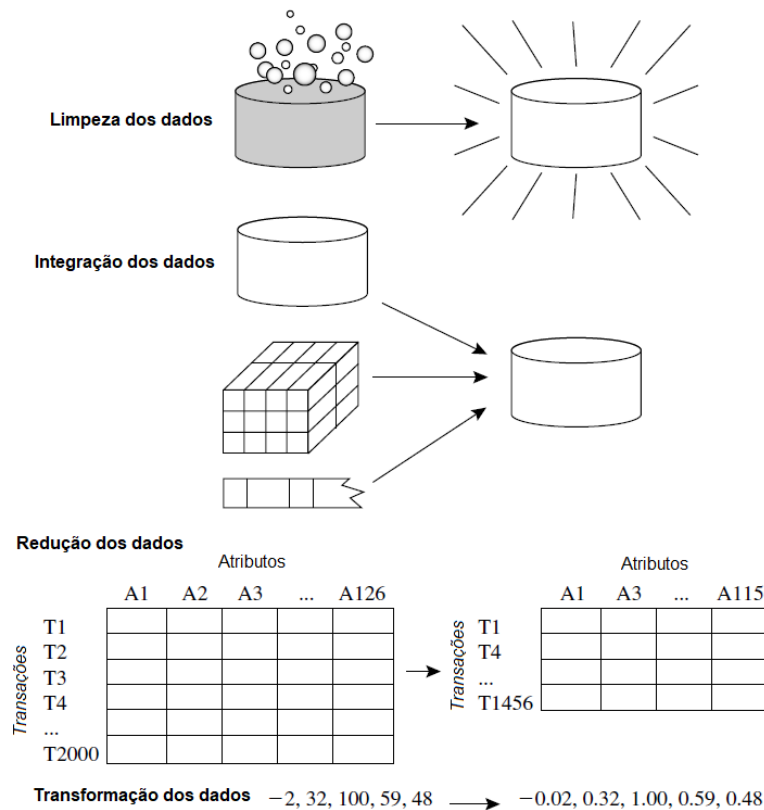 Limpeza dos dados
Integração dos dados
Redução dos dados
Atributos
A1 A2 A3 ... A126
Transações
T1
T2
T3
T4
...
T2000
Atributos
A1 A3 ... A115
Transações
T1
T4
...
T1456
Transformação dos dados −2, 32, 100, 59, 48 −0.02, 0.32, 1.00, 0.59, 0.48